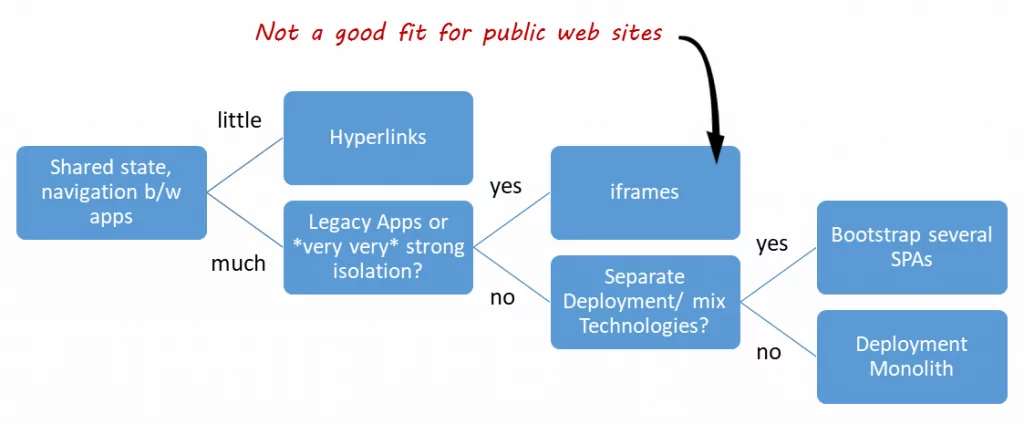 Not a good fit for public web sites
little
Hyperlinks
Shared state,
navigation b/w
apps
much
Legacy Apps or
*very very* strong
isolation?
yes
iframes
no
Separate
Deployment/ mix
Technologies?
yes
Bootstrap several
SPAs
no
Deployment
Monolith